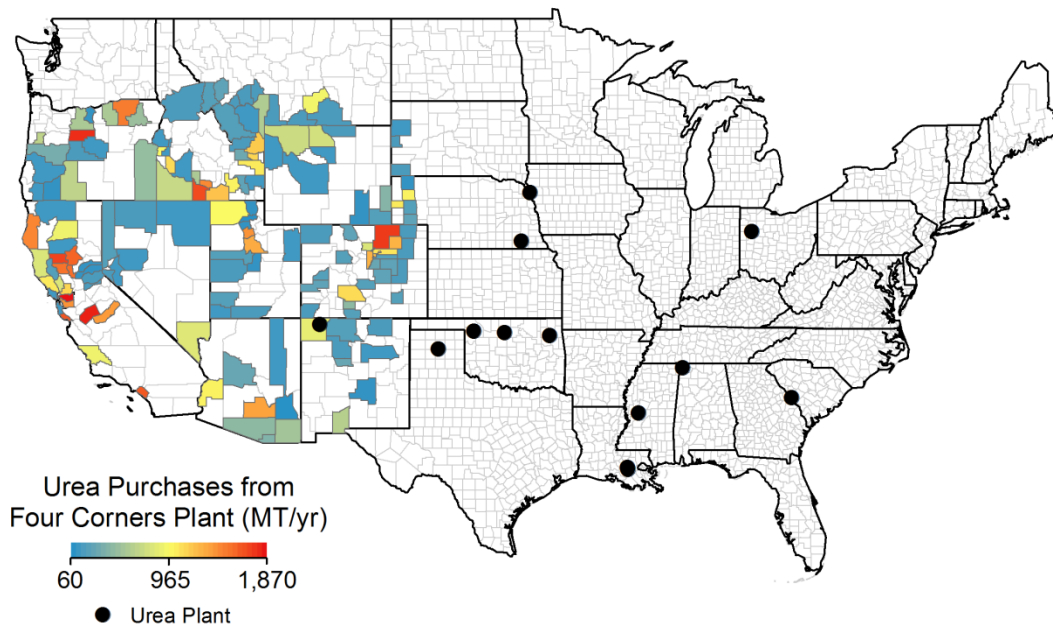 Urea Purchases from
Four Corners Plant (MT/yr)
60 965 1,870
Urea Plant